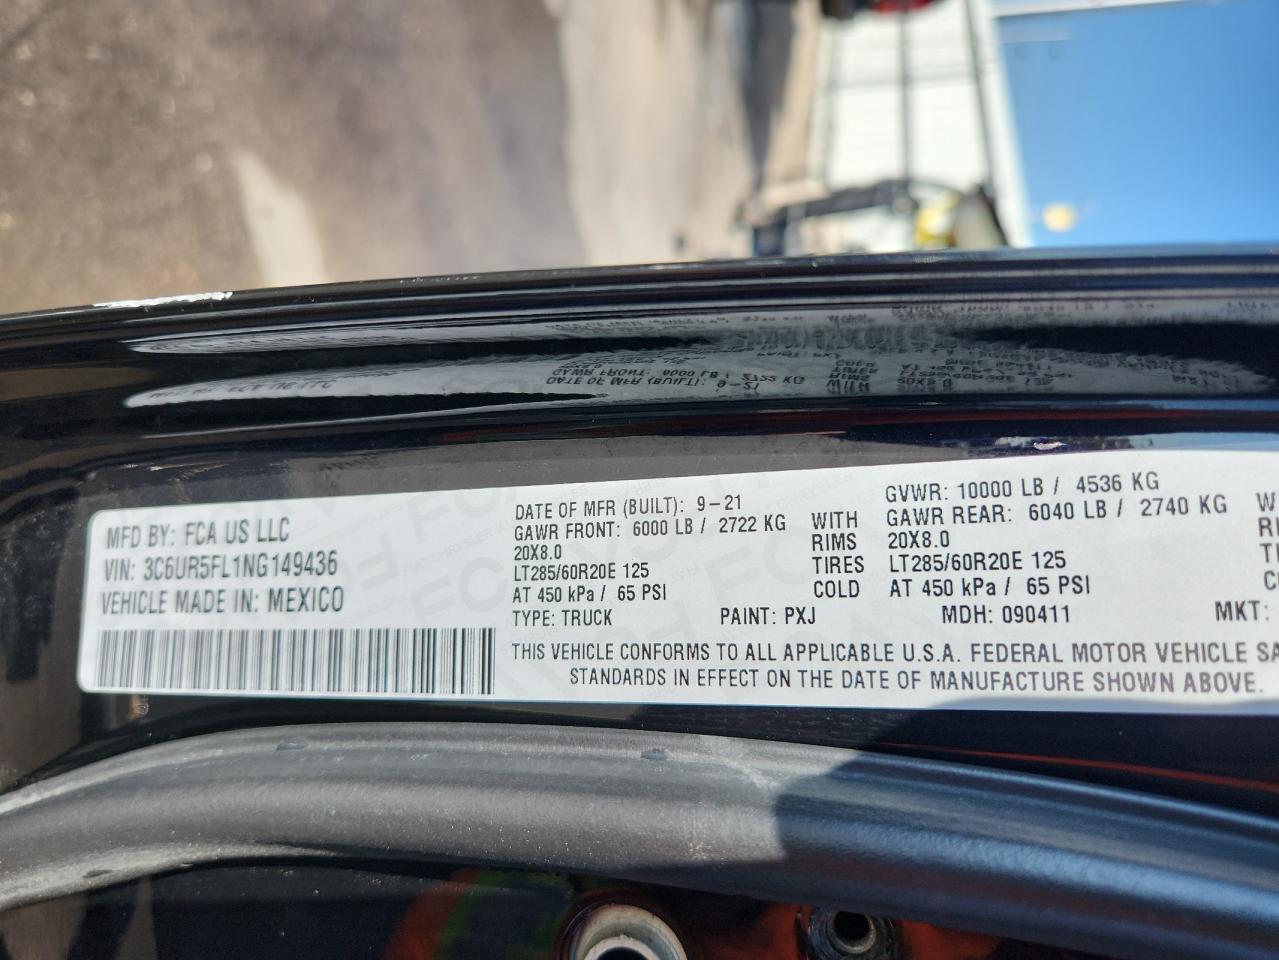 MFD BY: FCA US LLC
VIN: 3C6UR5FL1NG149436
VEHICLE MADE IN: MEXICO
DATE OF MFR (BUILT): 9-21
GAWR FRONT: 6000 LB / 2722 KG WITH
20X8.0 RIMS
LT285/60R20E 125 TIRES
AT 450 kPa / 65 PSI COLD
GVWR: 10000 LB / 4536 KG
GAWR REAR: 6040 LB / 2740 KG
20X8.0
LT285/60R20E 125
AT 450 kPa / 65 PSI
TYPE: TRUCK PAINT: PXJ MDH: 090411 MKT:
THIS VEHICLE CONFORMS TO ALL APPLICABLE U.S.A. FEDERAL MOTOR VEHICLE SA
STANDARDS IN EFFECT ON THE DATE OF MANUFACTURE SHOWN ABOVE.